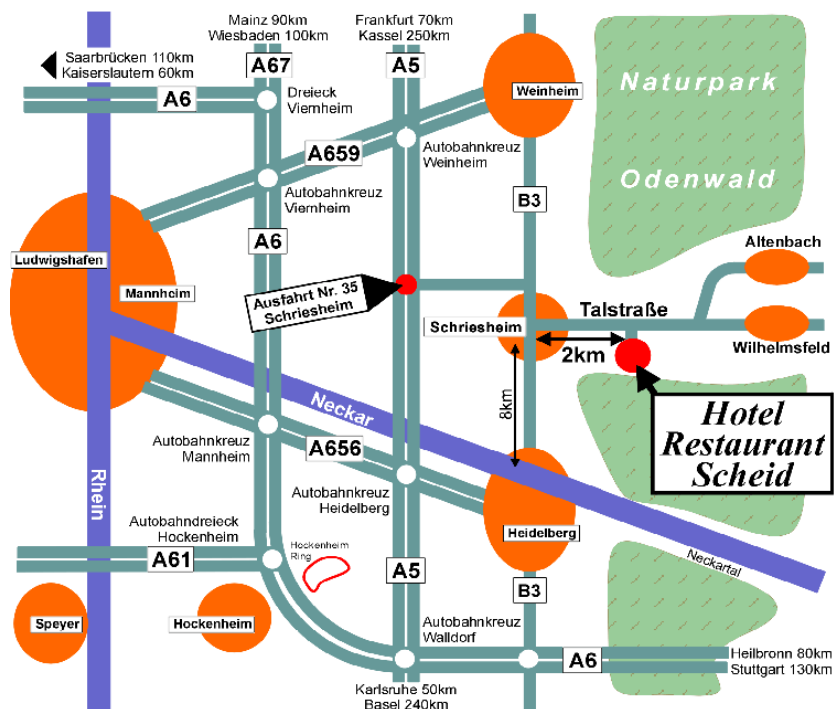 Mainz 90km
Wiesbaden 100km
Frankfurt 70km
Kassel 250km
Saarbrücken 110km
Kaiserslautern 60km
A67
A5
A6
Dreieck
Viernheim
Weinheim
Naturpark
Odenwald
A659
Autobahnkreuz
Weinheim
Autobahnkreuz
Viernheim
B3
A6
Ludwigshafen
Mannheim
Ausfahrt Nr. 35
Schriesheim
Altenbach
Talstraße
Schriesheim
Wilhelmsfeld
2km
8km
Neckar
Hotel
Restaurant
Scheid
Autobahnkreuz
Mannheim
A656
Autobahnkreuz
Heidelberg
Rhein
Autobahndreieck
Hockenheim
Hockenheim
Ring
Heidelberg
Neckartal
A61
A5
B3
Speyer
Hockenheim
Autobahnkreuz
Walldorf
A6
Heilbronn 80km
Stuttgart 130km
Karlsruhe 50km
Basel 240km